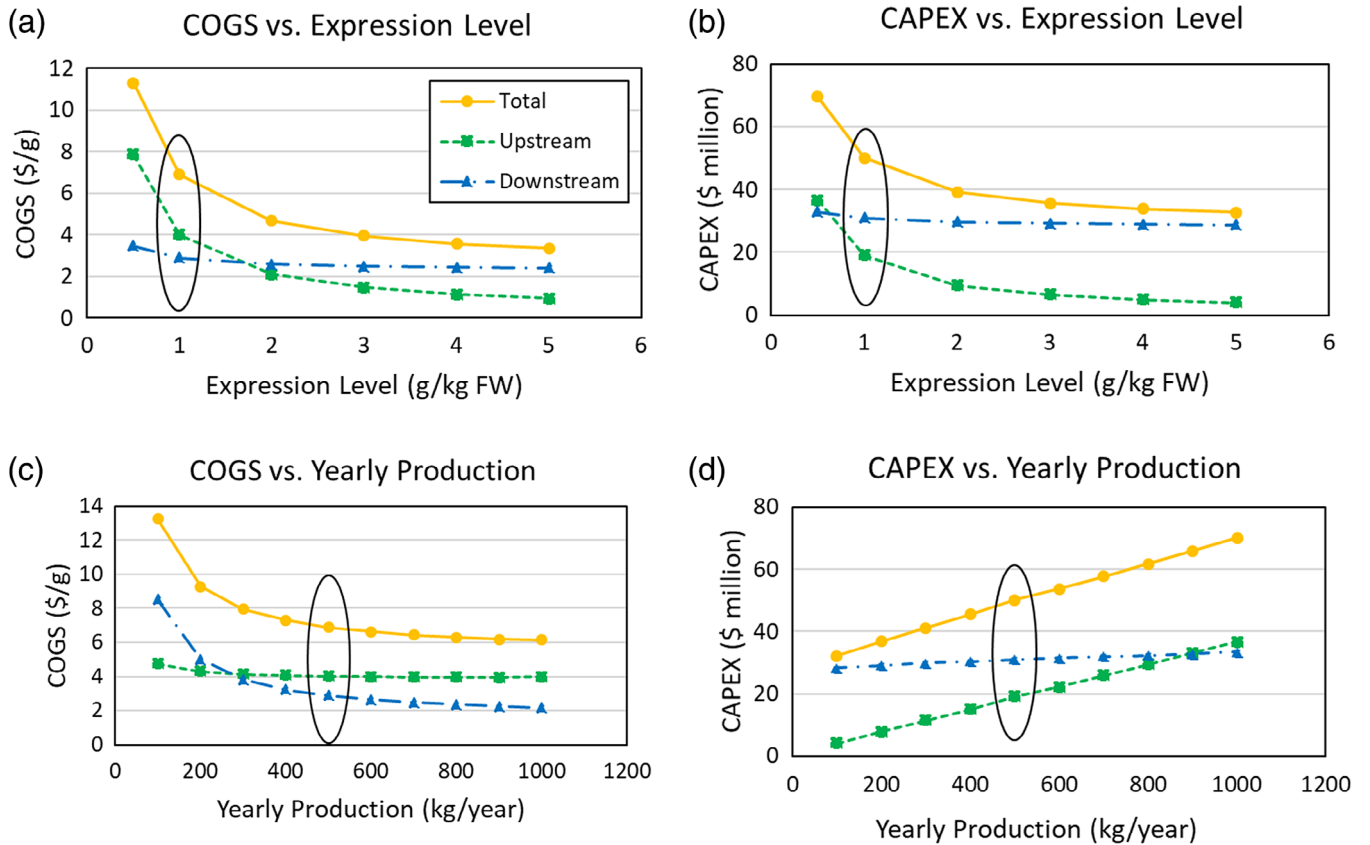 (a)
COGS vs. Expression Level
12
10
8
6
4
2
0
COGS ($/g)
Total
Upstream
Downstream
0 1 2 3 4 5 6
Expression Level (g/kg FW)
(b)
CAPEX vs. Expression Level
80
60
40
20
0
CAPEX ($ million)
0 1 2 3 4 5 6
Expression Level (g/kg FW)
(c)
COGS vs. Yearly Production
14
12
10
8
6
4
2
0
COGS ($/g)
0 200 400 600 800 1000 1200
Yearly Production (kg/year)
(d)
CAPEX vs. Yearly Production
80
60
40
20
0
CAPEX ($ million)
0 200 400 600 800 1000 1200
Yearly Production (kg/year)